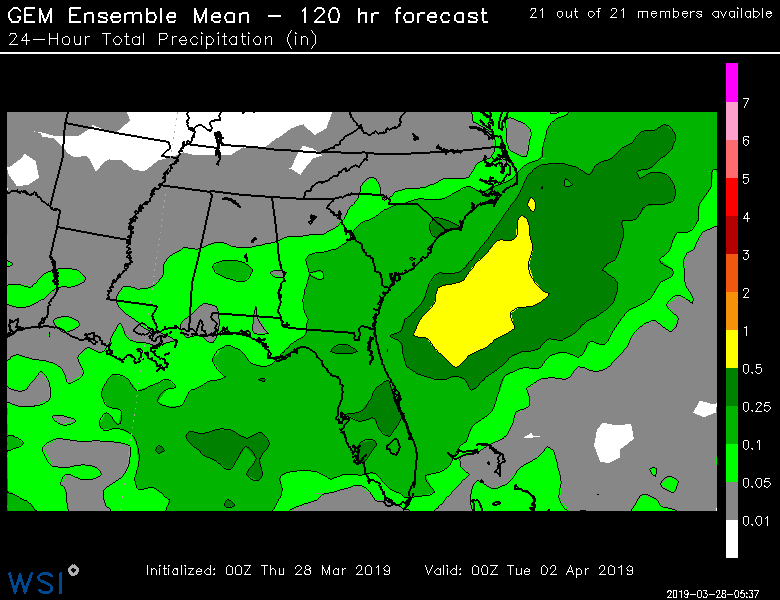 GEM Ensemble Mean - 120 hr forecast
21 out of 21 members available
24-Hour Total Precipitation (in)
7
6
5
4
3
2
1
0.5
0.25
0.1
0.05
0.01
Initialized: 00Z Thu 28 Mar 2019
Valid: 00Z Tue 02 Apr 2019
WSI
2019-03-28-05:37